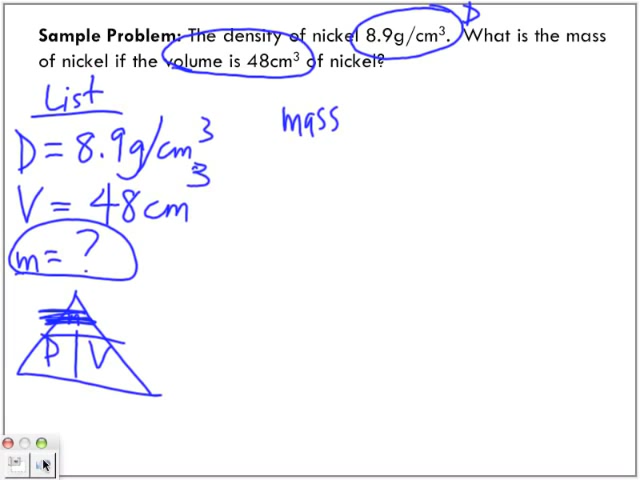 Sample Problem: The density of nickel 8.9g/cm³. What is the mass
of nickel if the volume is 48cm³ of nickel?
D
List
mass
D = 8.9g/cm³
V = 48cm³
m = ?
D V